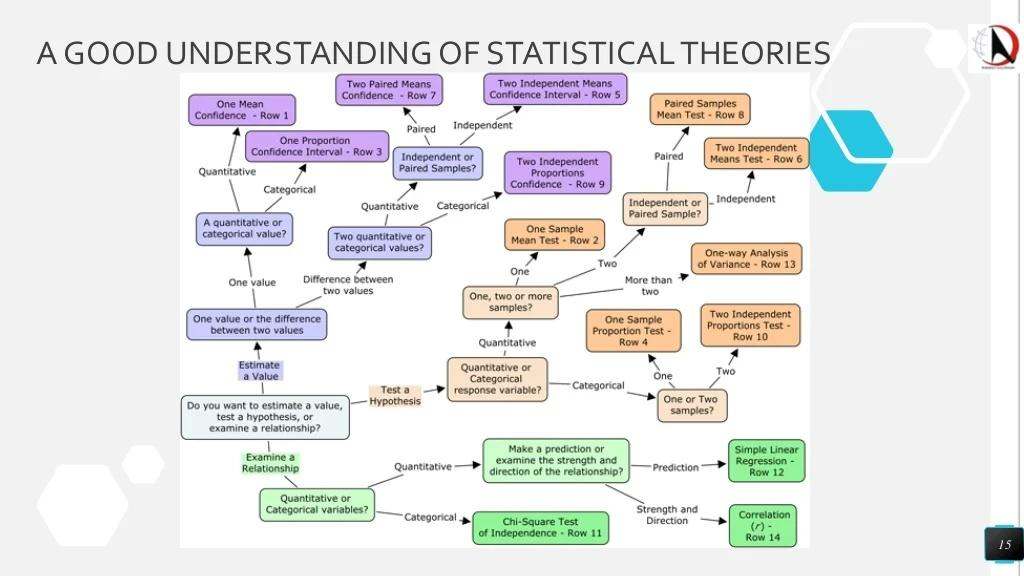 A GOOD UNDERSTANDING OF STATISTICAL THEORIES
One Mean
Confidence - Row 1
Two Paired Means
Confidence - Row 7
Two Independent Means
Confidence Interval - Row 5
Paired Samples
Mean Test - Row 8
One Proportion
Confidence Interval - Row 3
Paired
Independent
Independent or
Paired Samples?
Two Independent
Proportions
Confidence - Row 9
Paired
Two Independent
Means Test - Row 6
Quantitative
Categorical
Quantitative
Categorical
Independent or
Paired Sample?
Independent
A quantitative or
categorical value?
Two quantitative or
categorical values?
One Sample
Mean Test - Row 2
One value
Difference between
two values
One
Two
More than
two
One-way Analysis
of Variance - Row 13
One value or the difference
between two values
One, two or more
samples?
One Sample
Proportion Test -
Row 4
Two Independent
Proportions Test -
Row 10
Quantitative
Estimate
a Value
Test a
Hypothesis
Quantitative or
Categorical
response variable?
Categorical
One
Two
One or Two
samples?
Do you want to estimate a value,
test a hypothesis, or
examine a relationship?
Examine a
Relationship
Quantitative
Make a prediction or
examine the strength and
direction of the relationship?
Prediction
Simple Linear
Regression -
Row 12
Quantitative or
Categorical variables?
Categorical
Chi-Square Test
of Independence - Row 11
Strength and
Direction
Correlation
(r) -
Row 14
15